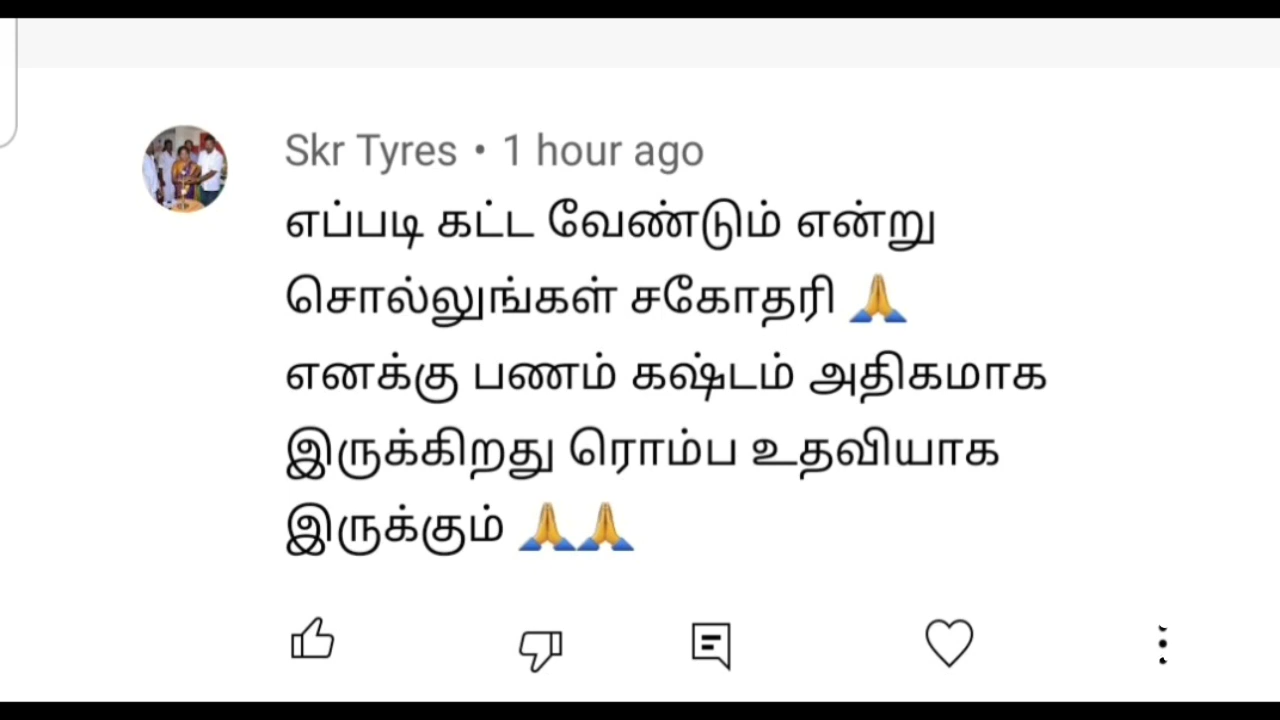 Skr Tyres • 1 hour ago
எப்படி கட்ட வேண்டும் என்று
சொல்லுங்கள் சகோதரி 🙏
எனக்கு பணம் கஷ்டம் அதிகமாக
இருக்கிறது ரொம்ப உதவியாக
இருக்கும் 🙏🙏